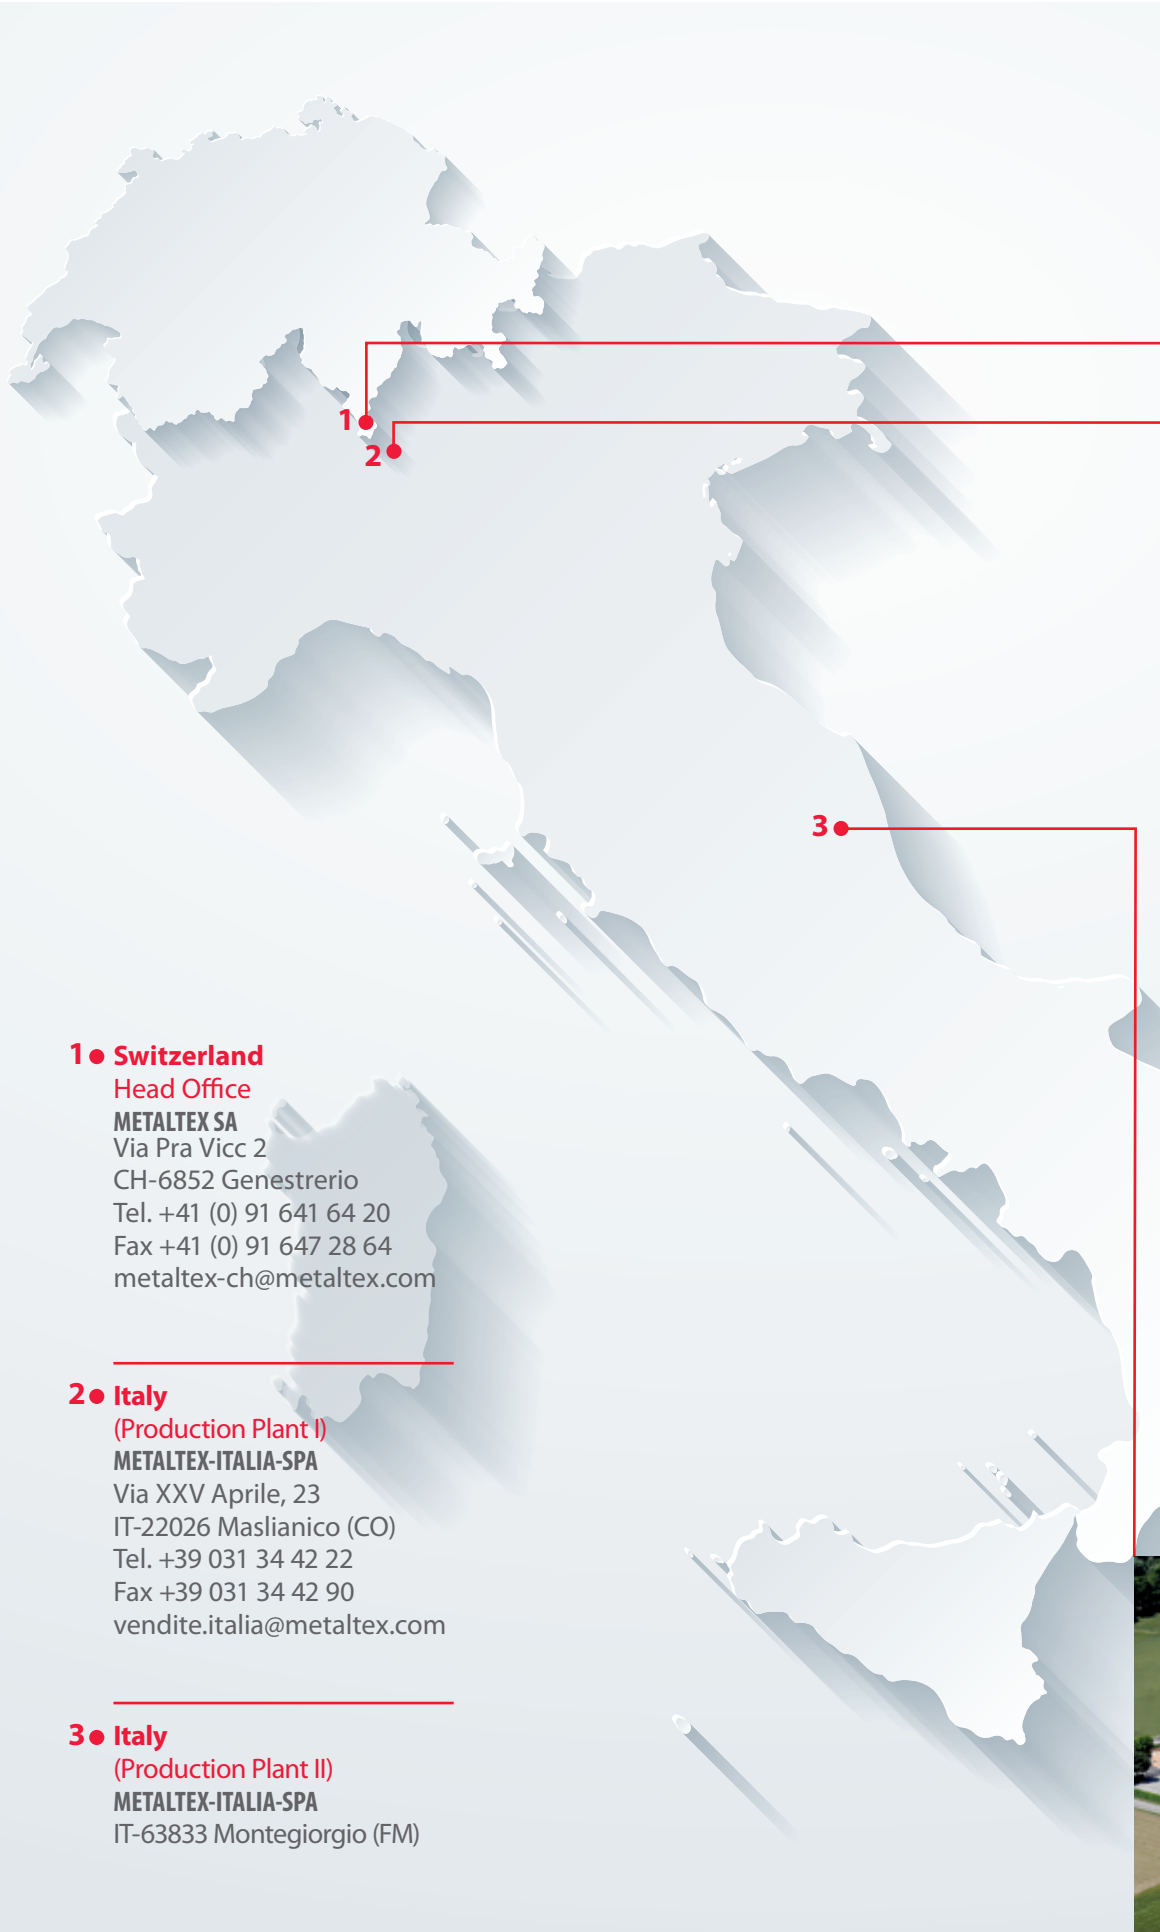 1
2
3
1 Switzerland
Head Office
METALTEX SA
Via Pra Vicc 2
CH-6852 Genestrerio
Tel. +41 (0) 91 641 64 20
Fax +41 (0) 91 647 28 64
metaltex-ch@metaltex.com
2 Italy
(Production Plant I)
METALTEX-ITALIA-SPA
Via XXV Aprile, 23
IT-22026 Maslianico (CO)
Tel. +39 031 34 42 22
Fax +39 031 34 42 90
vendite.italia@metaltex.com
3 Italy
(Production Plant II)
METALTEX-ITALIA-SPA
IT-63833 Montegiorgio (FM)